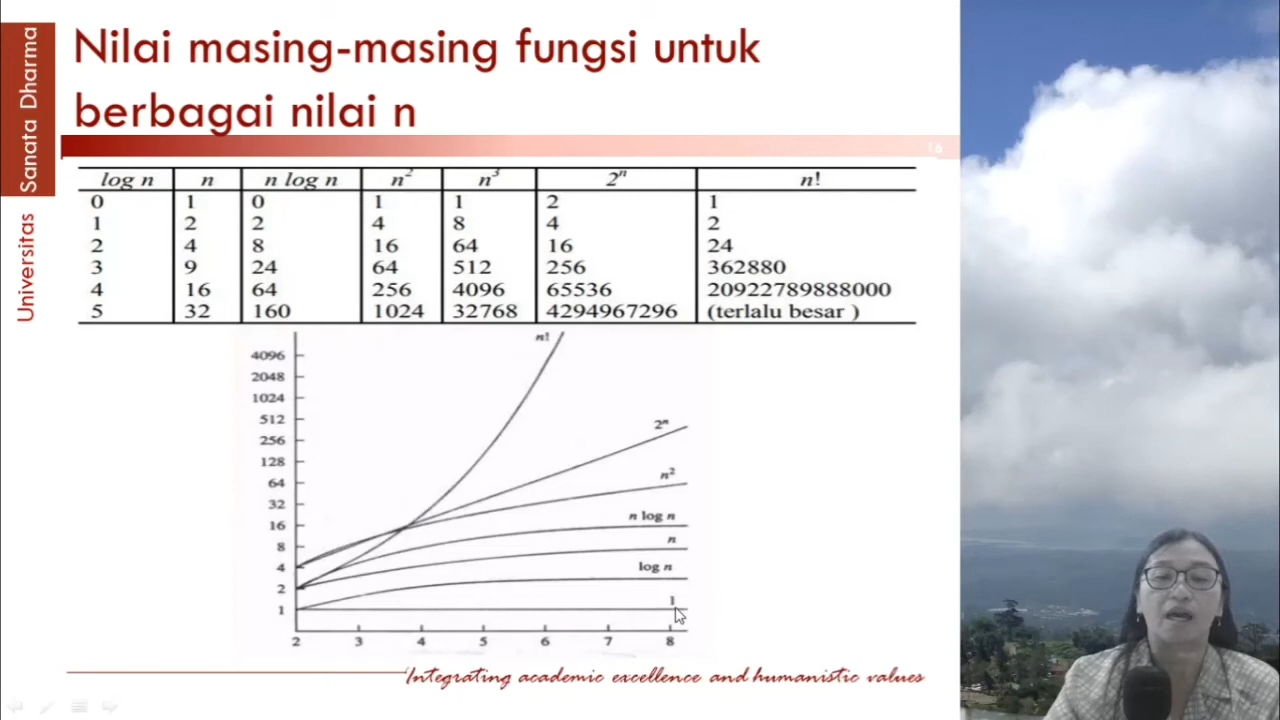 Universitas Sanata Dharma
Nilai masing-masing fungsi untuk
berbagai nilai n
16
log n n n log n n² n³ 2ⁿ n!
0 1 0 1 1 2 1
1 2 2 4 8 4 2
2 4 8 16 64 16 24
3 9 24 64 512 256 362880
4 16 64 256 4096 65536 20922789888000
5 32 160 1024 32768 4294967296 (terlalu besar )
n!
4096
2048
1024
512
2ⁿ
256
128
n²
64
32
n log n
16
n
8
log n
4
2
1
1
2 3 4 5 6 7 8
'Integrating academic excellence and humanistic values